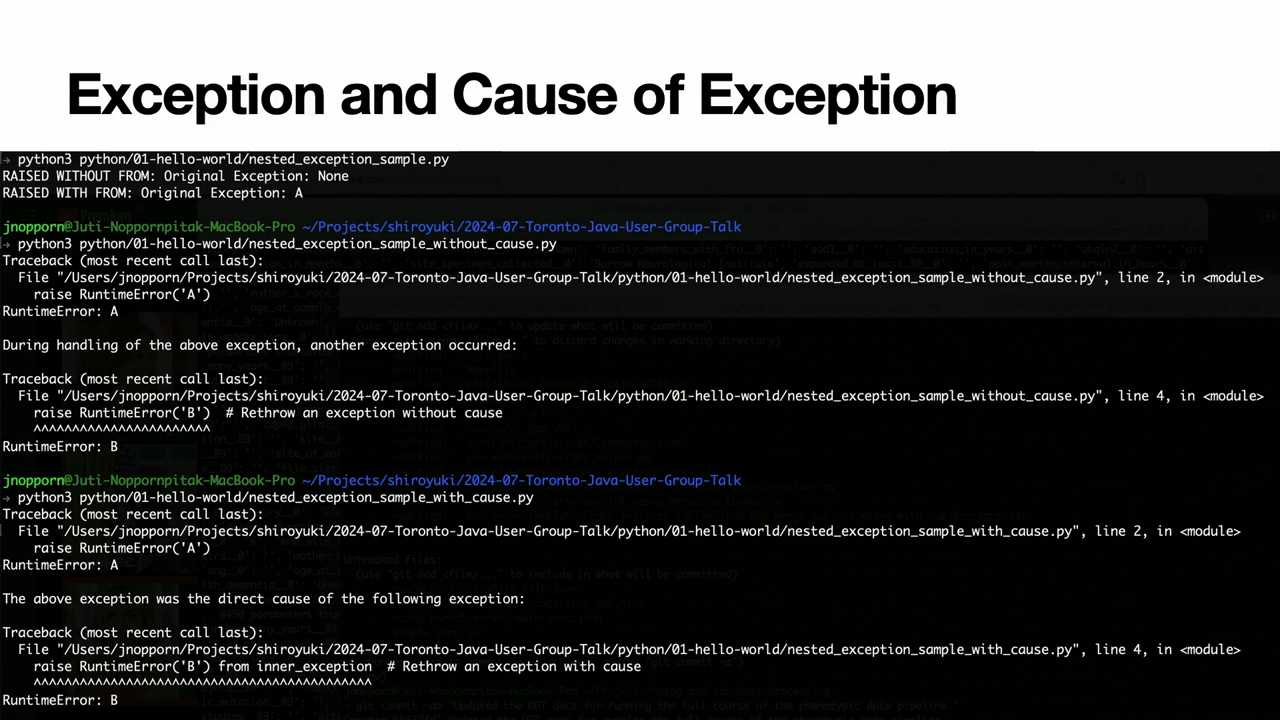 Exception and Cause of Exception
→ python3 python/01-hello-world/nested_exception_sample.py
RAISED WITHOUT FROM: Original Exception: None
RAISED WITH FROM: Original Exception: A
jnopporn@Juti-Noppornpitak-MacBook-Pro ~/Projects/shiroyuki/2024-07-Toronto-Java-User-Group-Talk
→ python3 python/01-hello-world/nested_exception_sample_without_cause.py
Traceback (most recent call last):
  File "/Users/jnopporn/Projects/shiroyuki/2024-07-Toronto-Java-User-Group-Talk/python/01-hello-world/nested_exception_sample_without_cause.py", line 2, in <module>
    raise RuntimeError('A')
RuntimeError: A
During handling of the above exception, another exception occurred:
Traceback (most recent call last):
  File "/Users/jnopporn/Projects/shiroyuki/2024-07-Toronto-Java-User-Group-Talk/python/01-hello-world/nested_exception_sample_without_cause.py", line 4, in <module>
    raise RuntimeError('B')  # Rethrow an exception without cause
    ^^^^^^^^^^^^^^^^^^^^^^^
RuntimeError: B
jnopporn@Juti-Noppornpitak-MacBook-Pro ~/Projects/shiroyuki/2024-07-Toronto-Java-User-Group-Talk
→ python3 python/01-hello-world/nested_exception_sample_with_cause.py
Traceback (most recent call last):
  File "/Users/jnopporn/Projects/shiroyuki/2024-07-Toronto-Java-User-Group-Talk/python/01-hello-world/nested_exception_sample_with_cause.py", line 2, in <module>
    raise RuntimeError('A')
RuntimeError: A
The above exception was the direct cause of the following exception:
Traceback (most recent call last):
  File "/Users/jnopporn/Projects/shiroyuki/2024-07-Toronto-Java-User-Group-Talk/python/01-hello-world/nested_exception_sample_with_cause.py", line 4, in <module>
    raise RuntimeError('B') from inner_exception  # Rethrow an exception with cause
    ^^^^^^^^^^^^^^^^^^^^^^^^^^^^^^^^^^^^^^^^^^^^
RuntimeError: B